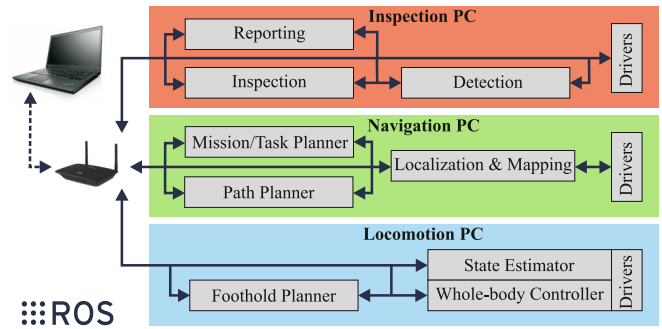 Inspection PC
Reporting
Inspection
Detection
Drivers
Navigation PC
Mission/Task Planner
Path Planner
Localization & Mapping
Drivers
Locomotion PC
State Estimator
Foothold Planner
Whole-body Controller
Drivers
ROS